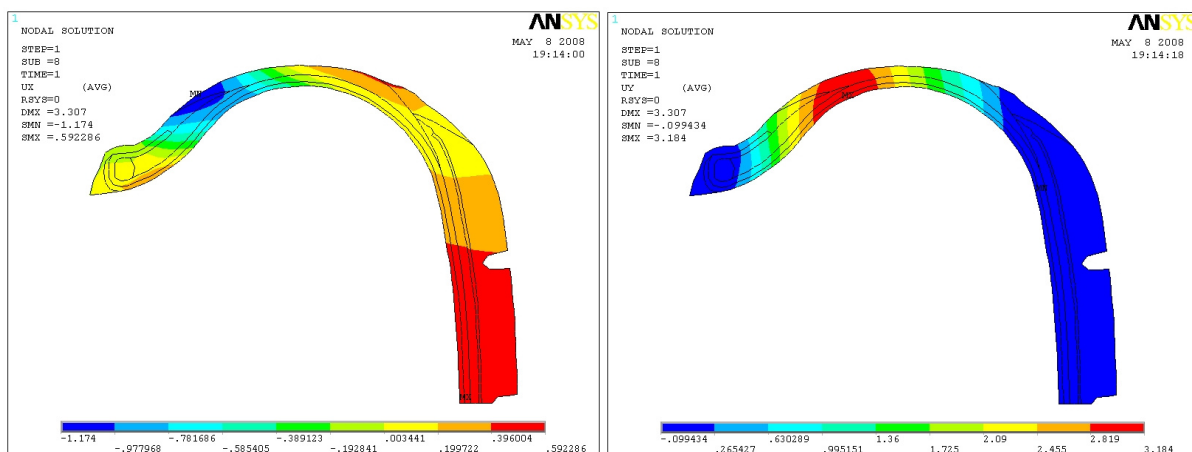 1
ANSYS
NODAL SOLUTION
MAY 8 2008
19:14:00
STEP=1
SUB =8
TIME=1
UX (AVG)
RSYS=0
DMX =3.307
SMN =-1.174
SMX =.592286
MX
-1.174 -.781686 -.389123 .003441 .396004
-.977968 -.585405 -.192841 .199722 .592286
1
ANSYS
NODAL SOLUTION
MAY 8 2008
19:14:18
STEP=1
SUB =8
TIME=1
UY (AVG)
RSYS=0
DMX =3.307
SMN =-.099434
SMX =3.184
MX
-.099434 .630289 1.36 2.09 2.819
.265427 .995151 1.725 2.455 3.184